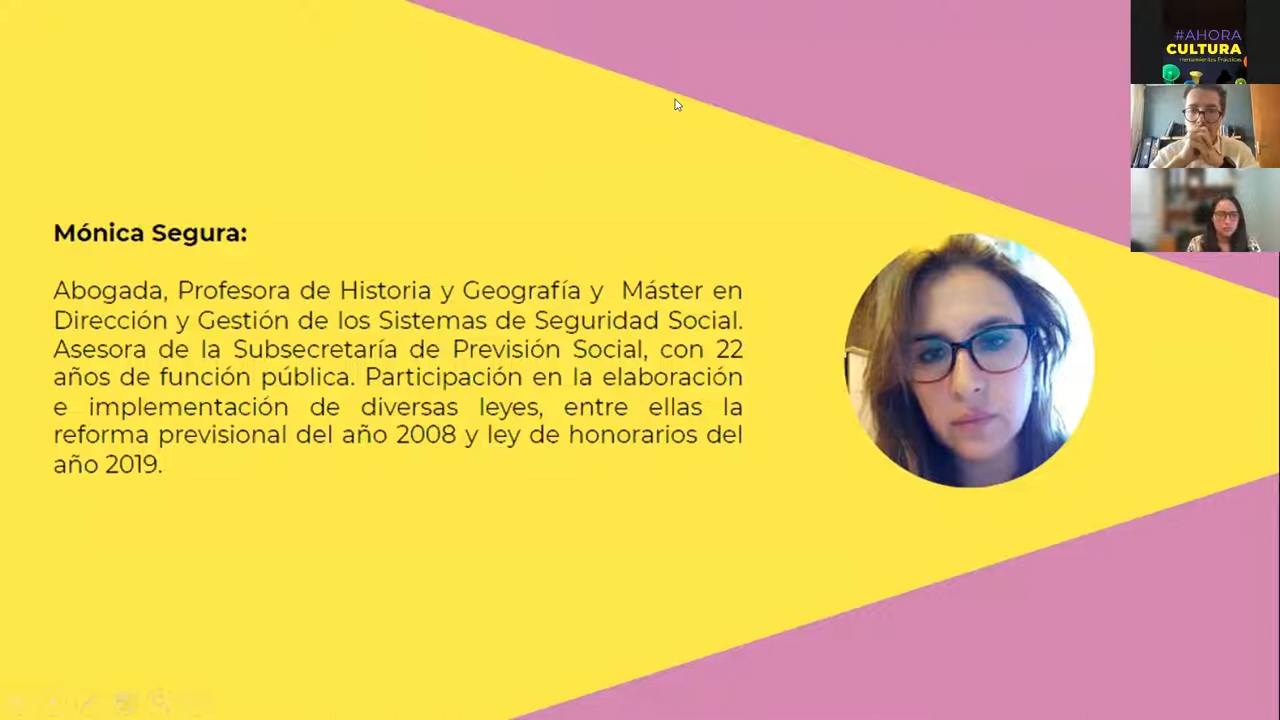 #AHORA
CULTURA
Herramientas Prácticas
Mónica Segura:
Abogada, Profesora de Historia y Geografía y Máster en
Dirección y Gestión de los Sistemas de Seguridad Social.
Asesora de la Subsecretaría de Previsión Social, con 22
años de función pública. Participación en la elaboración
e implementación de diversas leyes, entre ellas la
reforma previsional del año 2008 y ley de honorarios del
año 2019.